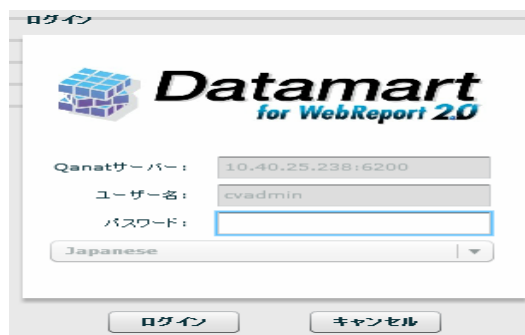 ログイン
Datamart
for WebReport 2.0
Qanatサーバー: 10.40.25.238:6200
ユーザー名: cvadmin
パスワード:
Japanese
ログイン キャンセル